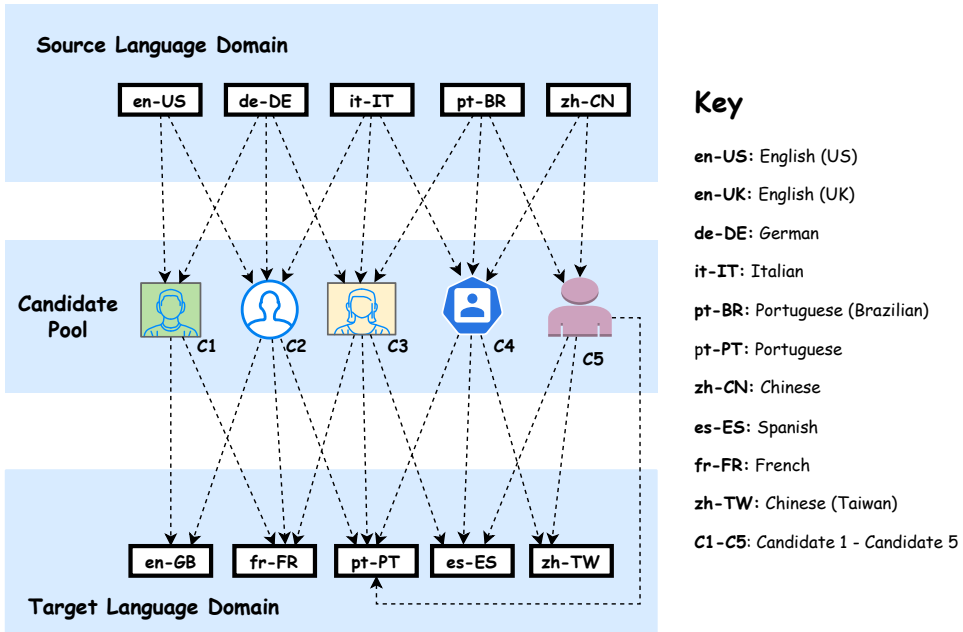 Source Language Domain
en-US de-DE it-IT pt-BR zh-CN
Candidate
Pool
C1 C2 C3 C4 C5
en-GB fr-FR pt-PT es-ES zh-TW
Target Language Domain
Key
en-US: English (US)
en-UK: English (UK)
de-DE: German
it-IT: Italian
pt-BR: Portuguese (Brazilian)
pt-PT: Portuguese
zh-CN: Chinese
es-ES: Spanish
fr-FR: French
zh-TW: Chinese (Taiwan)
C1-C5: Candidate 1 - Candidate 5